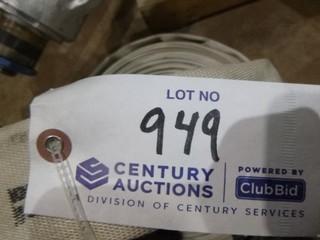 LOT NO
949
CENTURY AUCTIONS
POWERED BY
ClubBid
DIVISION OF CENTURY SERVICES